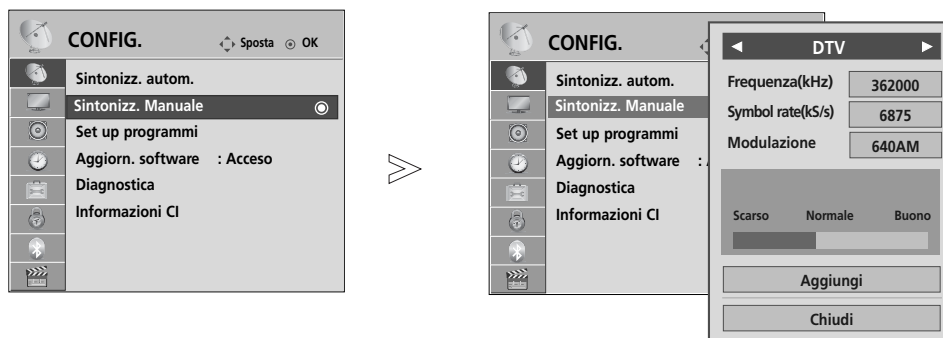 CONFIG. Sposta OK
Sintonizz. autom.
Sintonizz. Manuale
Set up programmi
Aggiorn. software : Acceso
Diagnostica
Informazioni CI
CONFIG.
Sintonizz. autom.
Sintonizz. Manuale
Set up programmi
Aggiorn. software :
Diagnostica
Informazioni CI
DTV
Frequenza(kHz) 362000
Symbol rate(kS/s) 6875
Modulazione 640AM
Scarso Normale Buono
Aggiungi
Chiudi